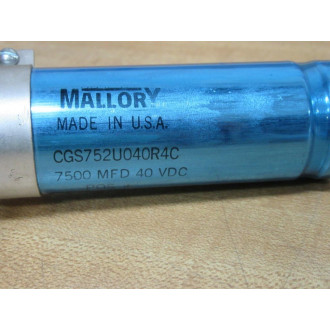 MALLORY
MADE IN U.S.A.
CGS752U040R4C
7500 MFD 40 VDC